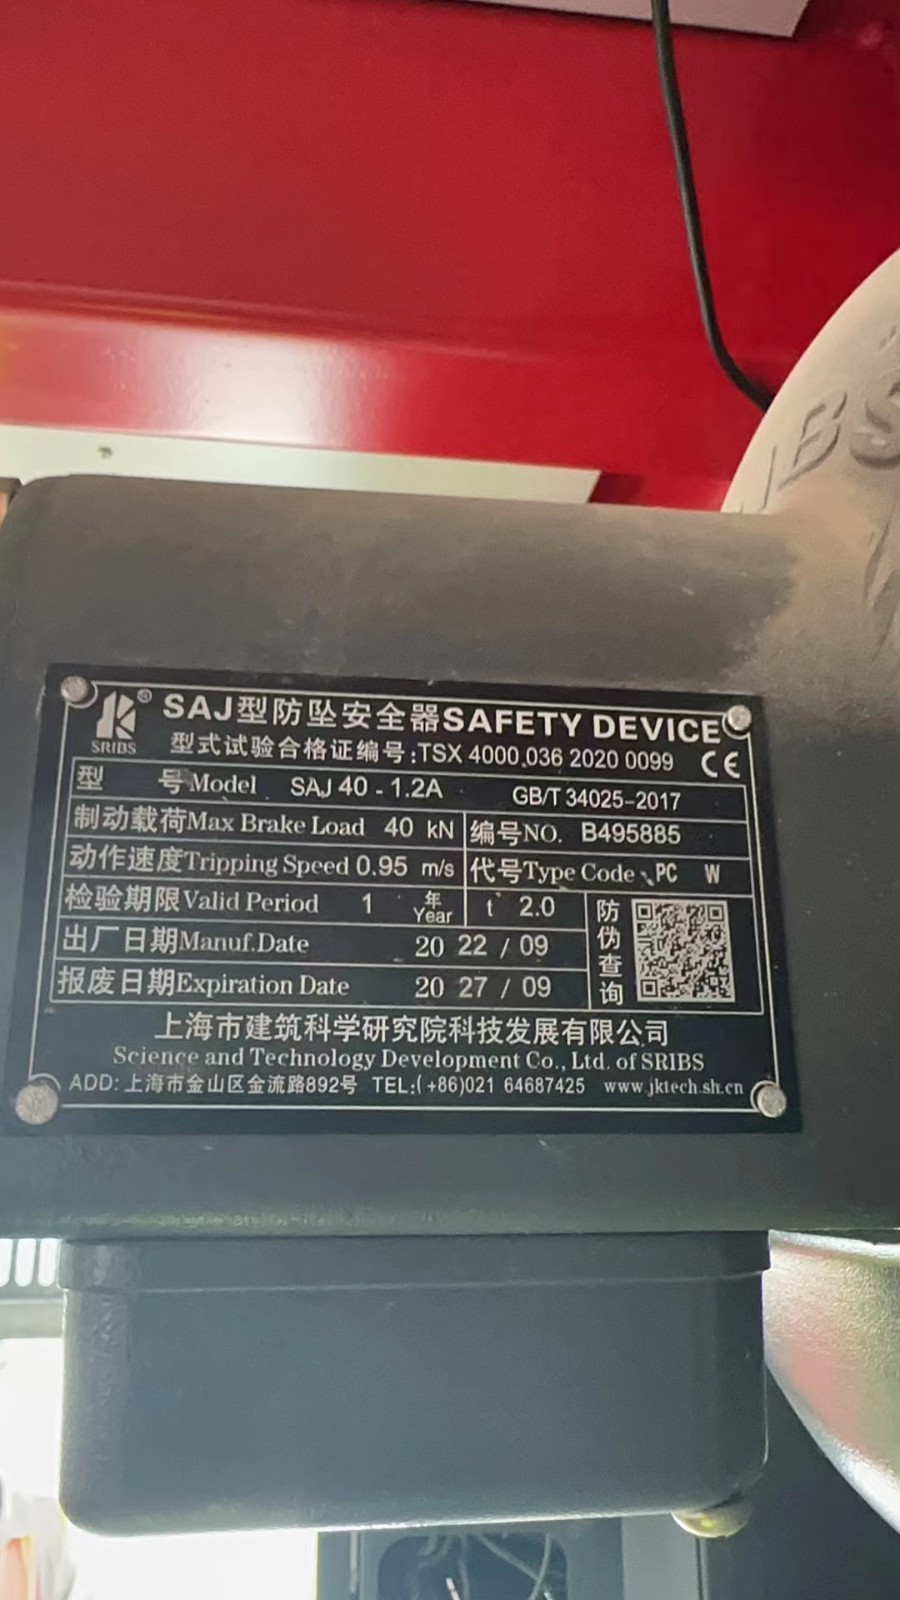 SAJ型防坠安全器SAFETY DEVICE
SRIBS ®
型式试验合格证编号:TSX 4000.036 2020 0099 CE
型 号Model SAJ 40 - 1.2A GB/T 34025-2017
制动载荷Max Brake Load 40 kN 编号NO. B495885
动作速度Tripping Speed 0.95 m/s 代号Type Code PC W
检验期限Valid Period 1 年 Year t 2.0
出厂日期Manuf.Date 20 22 / 09
报废日期Expiration Date 20 27 / 09
防伪查询
上海市建筑科学研究院科技发展有限公司
Science and Technology Development Co., Ltd. of SRIBS
ADD: 上海市金山区金流路892号 TEL:(+86)021 64687425 www.jktech.sh.cn